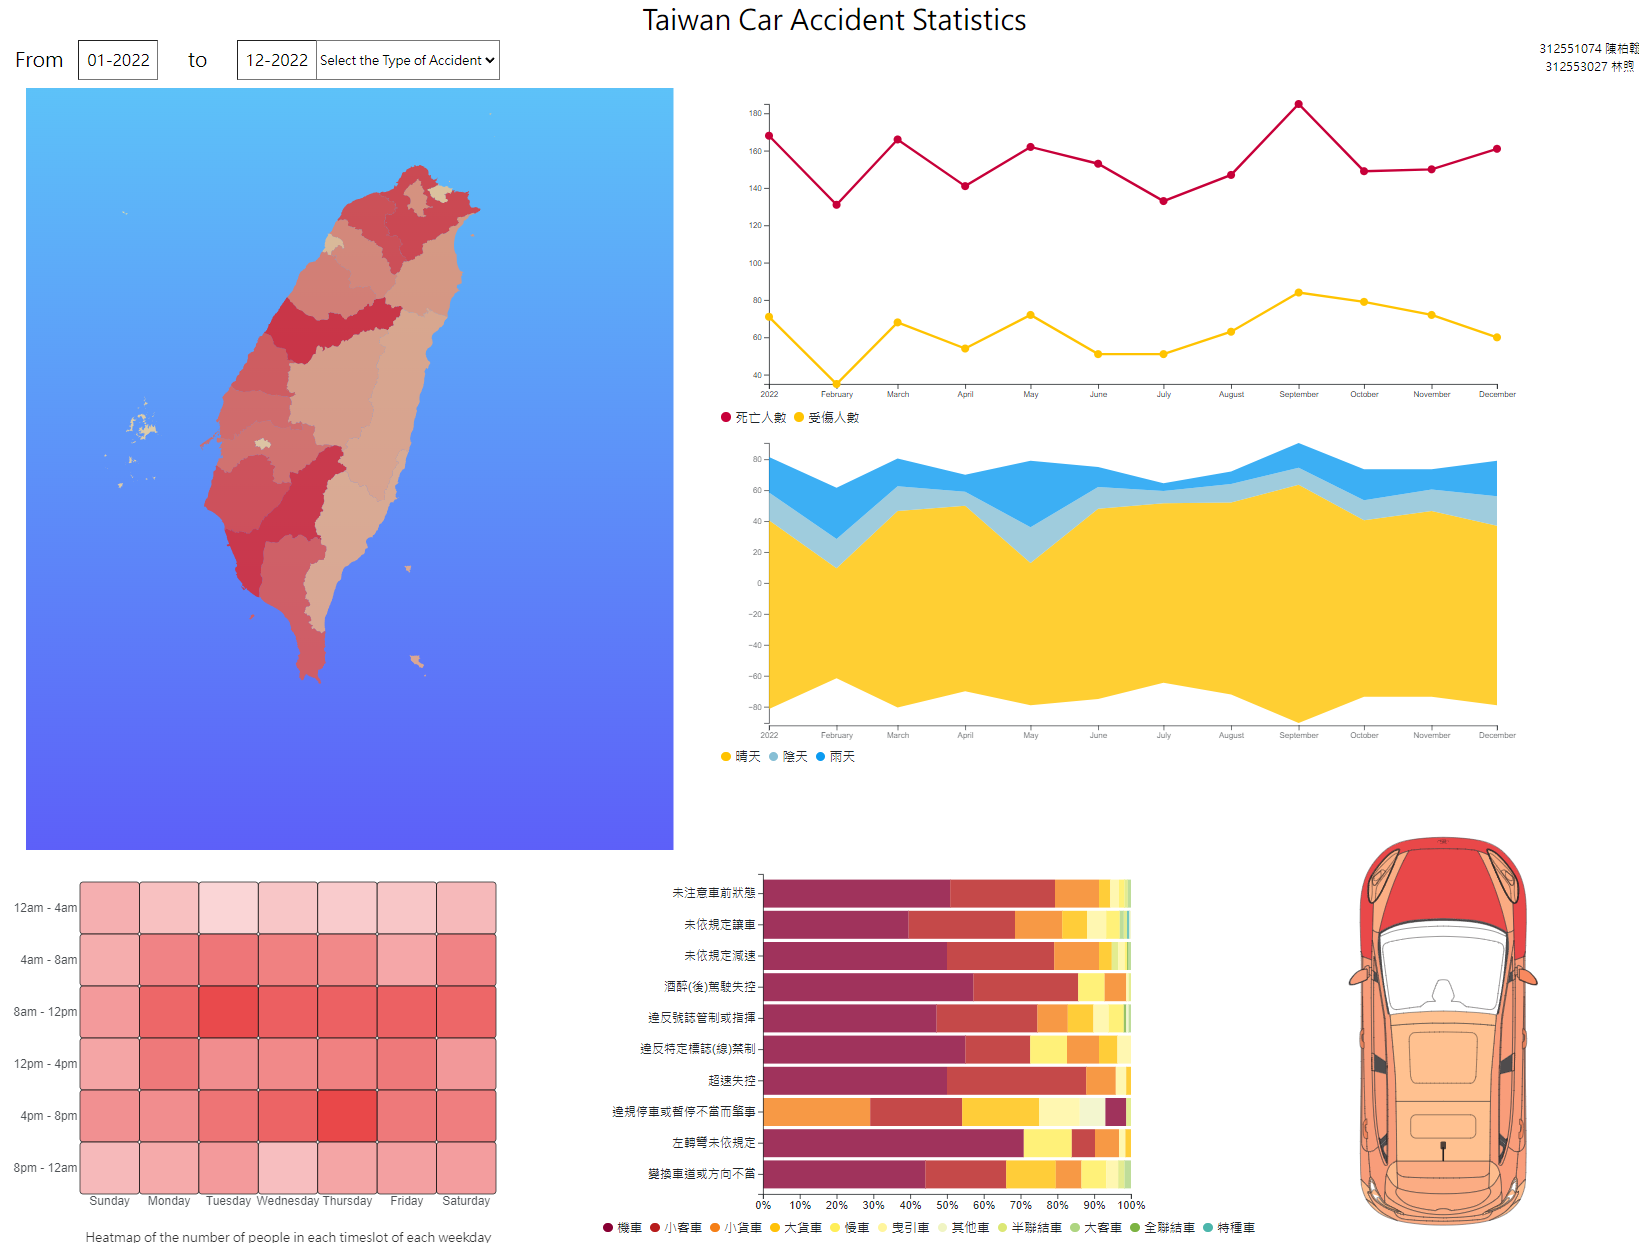 Taiwan Car Accident Statistics
From 01-2022 to 12-2022 Select the Type of Accident
312551074 陳柏翰
312553027 林煦
180
160
140
120
100
80
60
40
2022 February March April May June July August September October November December
死亡人數 受傷人數
80
60
40
20
0
−20
−40
−60
−80
2022 February March April May June July August September October November December
晴天 陰天 雨天
12am - 4am
4am - 8am
8am - 12pm
12pm - 4pm
4pm - 8pm
8pm - 12am
Sunday Monday Tuesday Wednesday Thursday Friday Saturday
Heatmap of the number of people in each timeslot of each weekday
未注意車前狀態
未依規定讓車
未依規定減速
酒醉(後)駕駛失控
違反號誌管制或指揮
違反特定標誌(線)禁制
超速失控
違規停車或暫停不當而肇事
左轉彎未依規定
變換車道或方向不當
0% 10% 20% 30% 40% 50% 60% 70% 80% 90% 100%
機車 小客車 小貨車 大貨車 慢車 曳引車 其他車 半聯結車 大客車 全聯結車 特種車